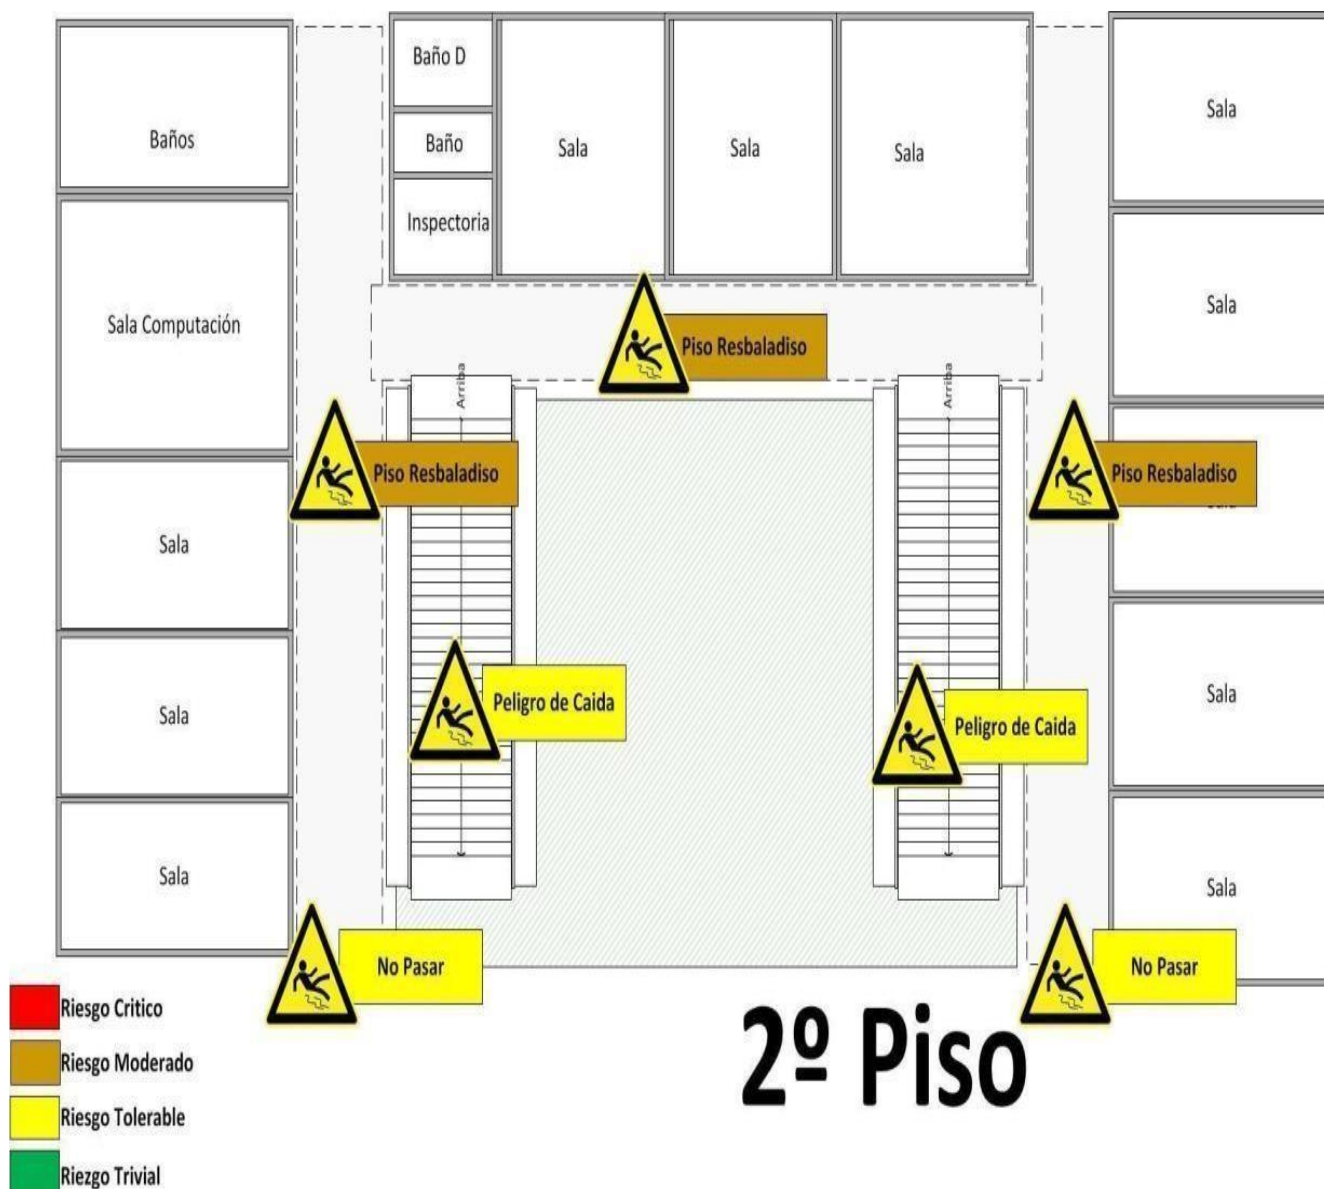 Baño D
Sala
Baños
Baño
Sala
Sala
Sala
Inspectoria
Sala
Sala Computación
Piso Resbaladiso
Arriba
Arriba
Piso Resbaladiso
Piso Resbaladiso
Sala
Peligro de Caida
Sala
Sala
Peligro de Caida
Sala
Sala
No Pasar
No Pasar
Riesgo Critico
Riesgo Moderado
Riesgo Tolerable
Riezgo Trivial
2º Piso